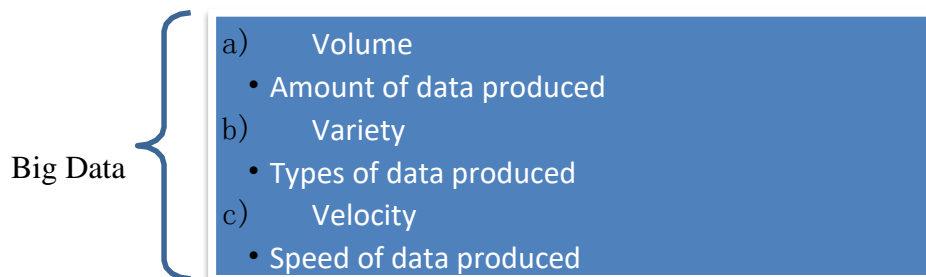 a) Volume
• Amount of data produced
b) Variety
Big Data
• Types of data produced
c) Velocity
• Speed of data produced